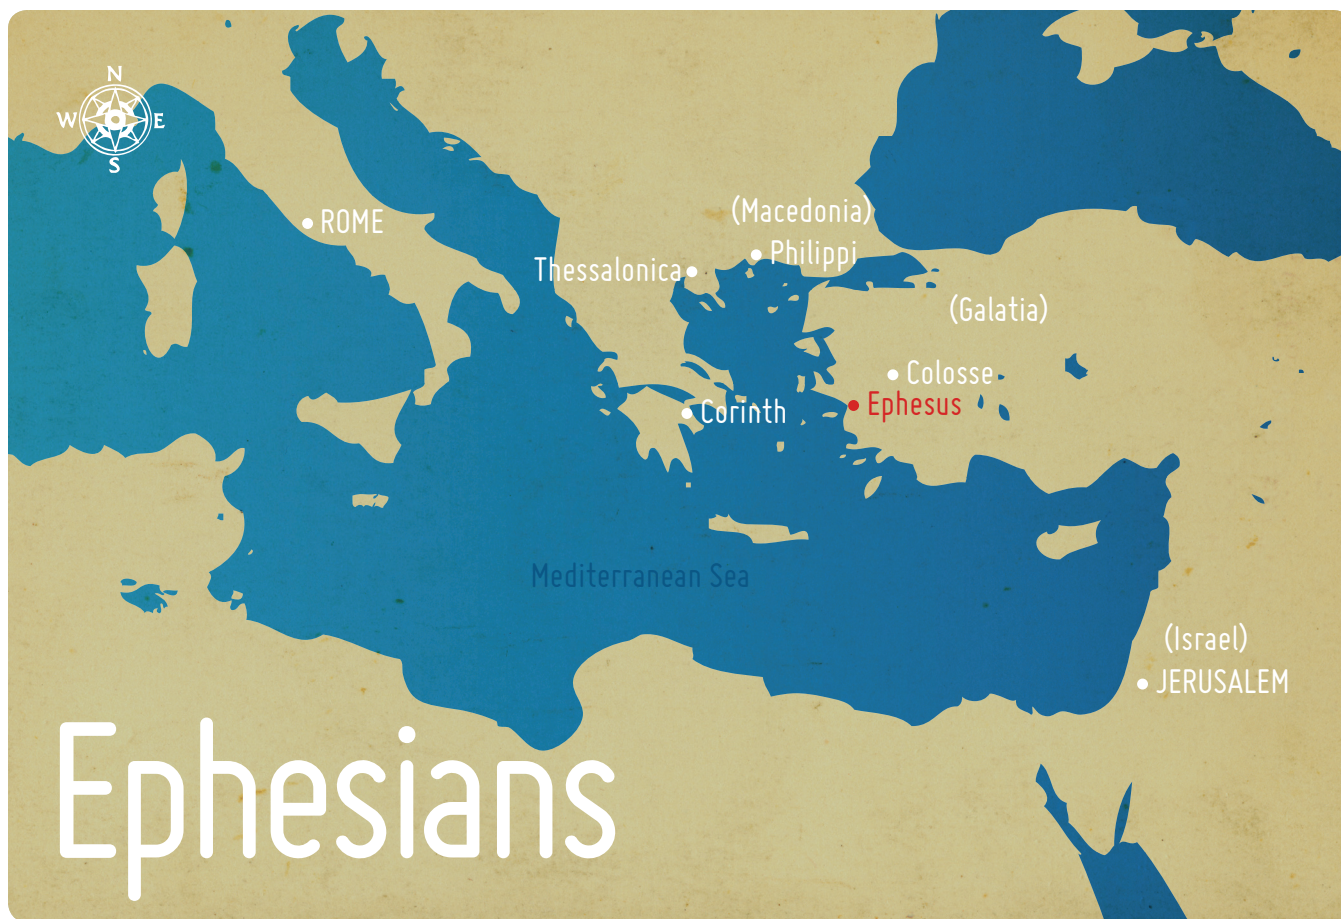 N
W E
S
ROME
(Macedonia)
Philippi
Thessalonica
(Galatia)
Colosse
Ephesus
Corinth
Mediterranean Sea
(Israel)
JERUSALEM
Ephesians